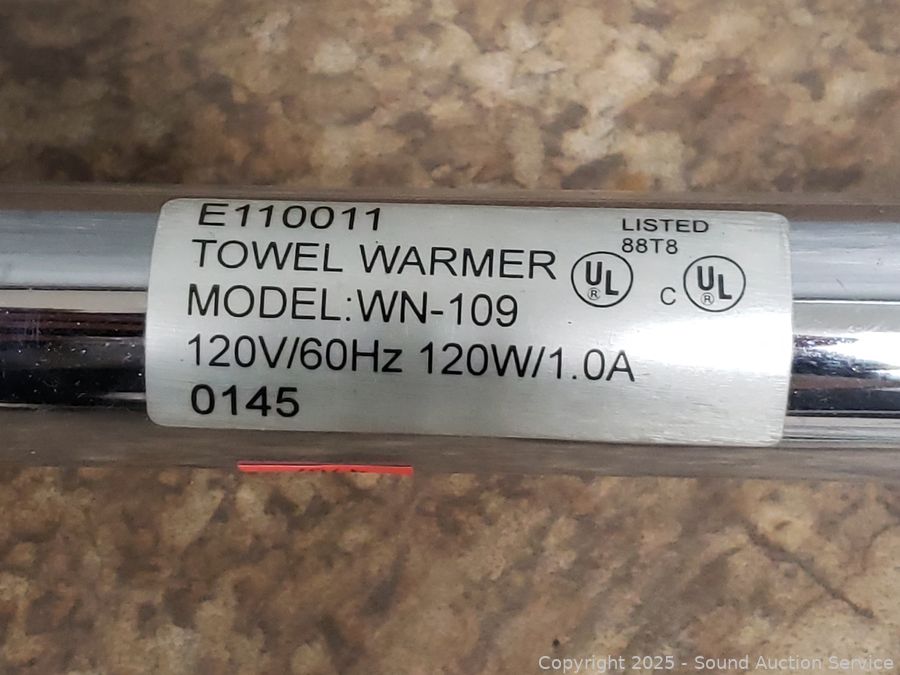 E110011
TOWEL WARMER
MODEL:WN-109
120V/60Hz 120W/1.0A
0145
LISTED
88T8
UL
®
C UL
®
Copyright 2025 - Sound Auction Service